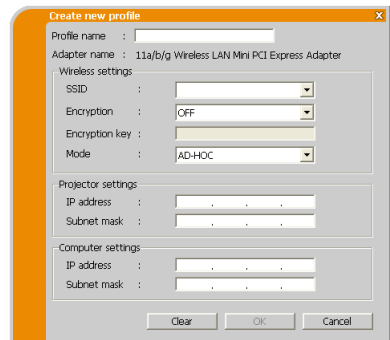 Create new profile x
Profile name :
Adapter name : 11a/b/g Wireless LAN Mini PCI Express Adapter
Wireless settings
SSID :
Encryption : OFF
Encryption key :
Mode : AD-HOC
Projector settings
IP address : . . .
Subnet mask : . . .
Computer settings
IP address : . . .
Subnet mask : . . .
Clear OK Cancel